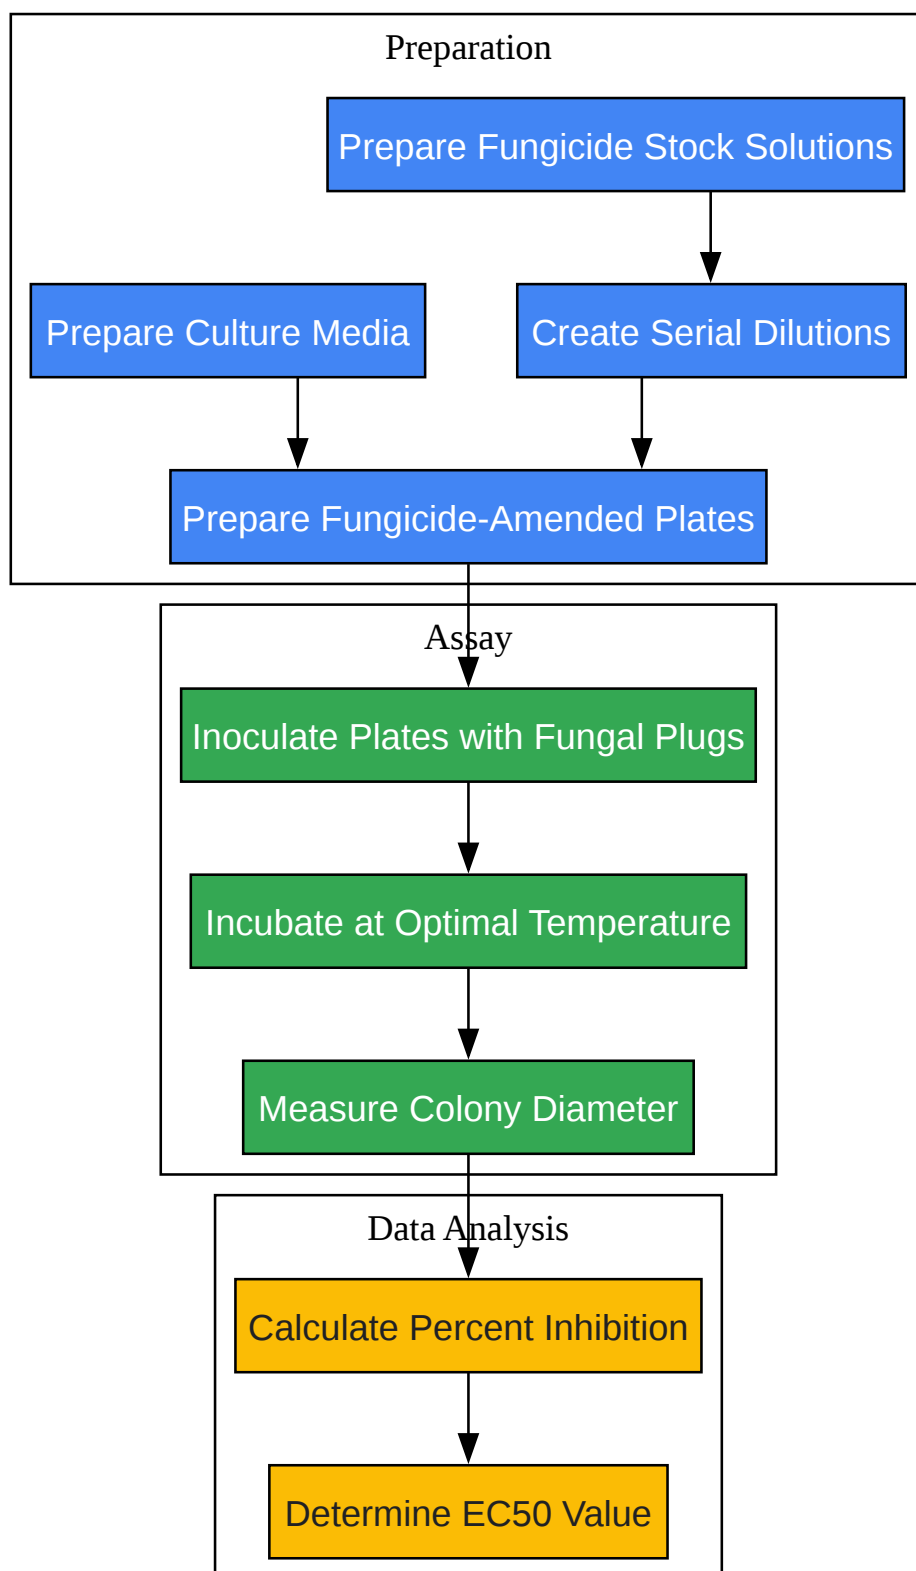 Preparation
Prepare Fungicide Stock Solutions
Prepare Culture Media
Create Serial Dilutions
Prepare Fungicide-Amended Plates
Assay
Inoculate Plates with Fungal Plugs
Incubate at Optimal Temperature
Measure Colony Diameter
Data Analysis
Calculate Percent Inhibition
Determine EC50 Value